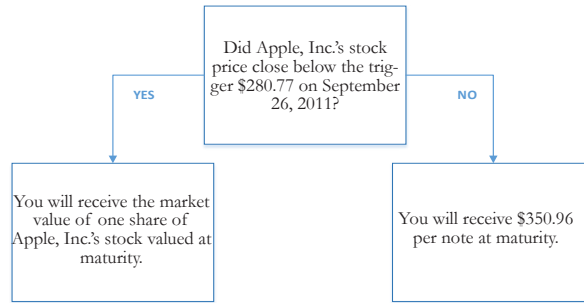 Did Apple, Inc.'s stock
price close below the trig-
ger $280.77 on September
26, 2011?
YES
NO
You will receive the market
value of one share of
Apple, Inc.'s stock valued at
maturity.
You will receive $350.96
per note at maturity.